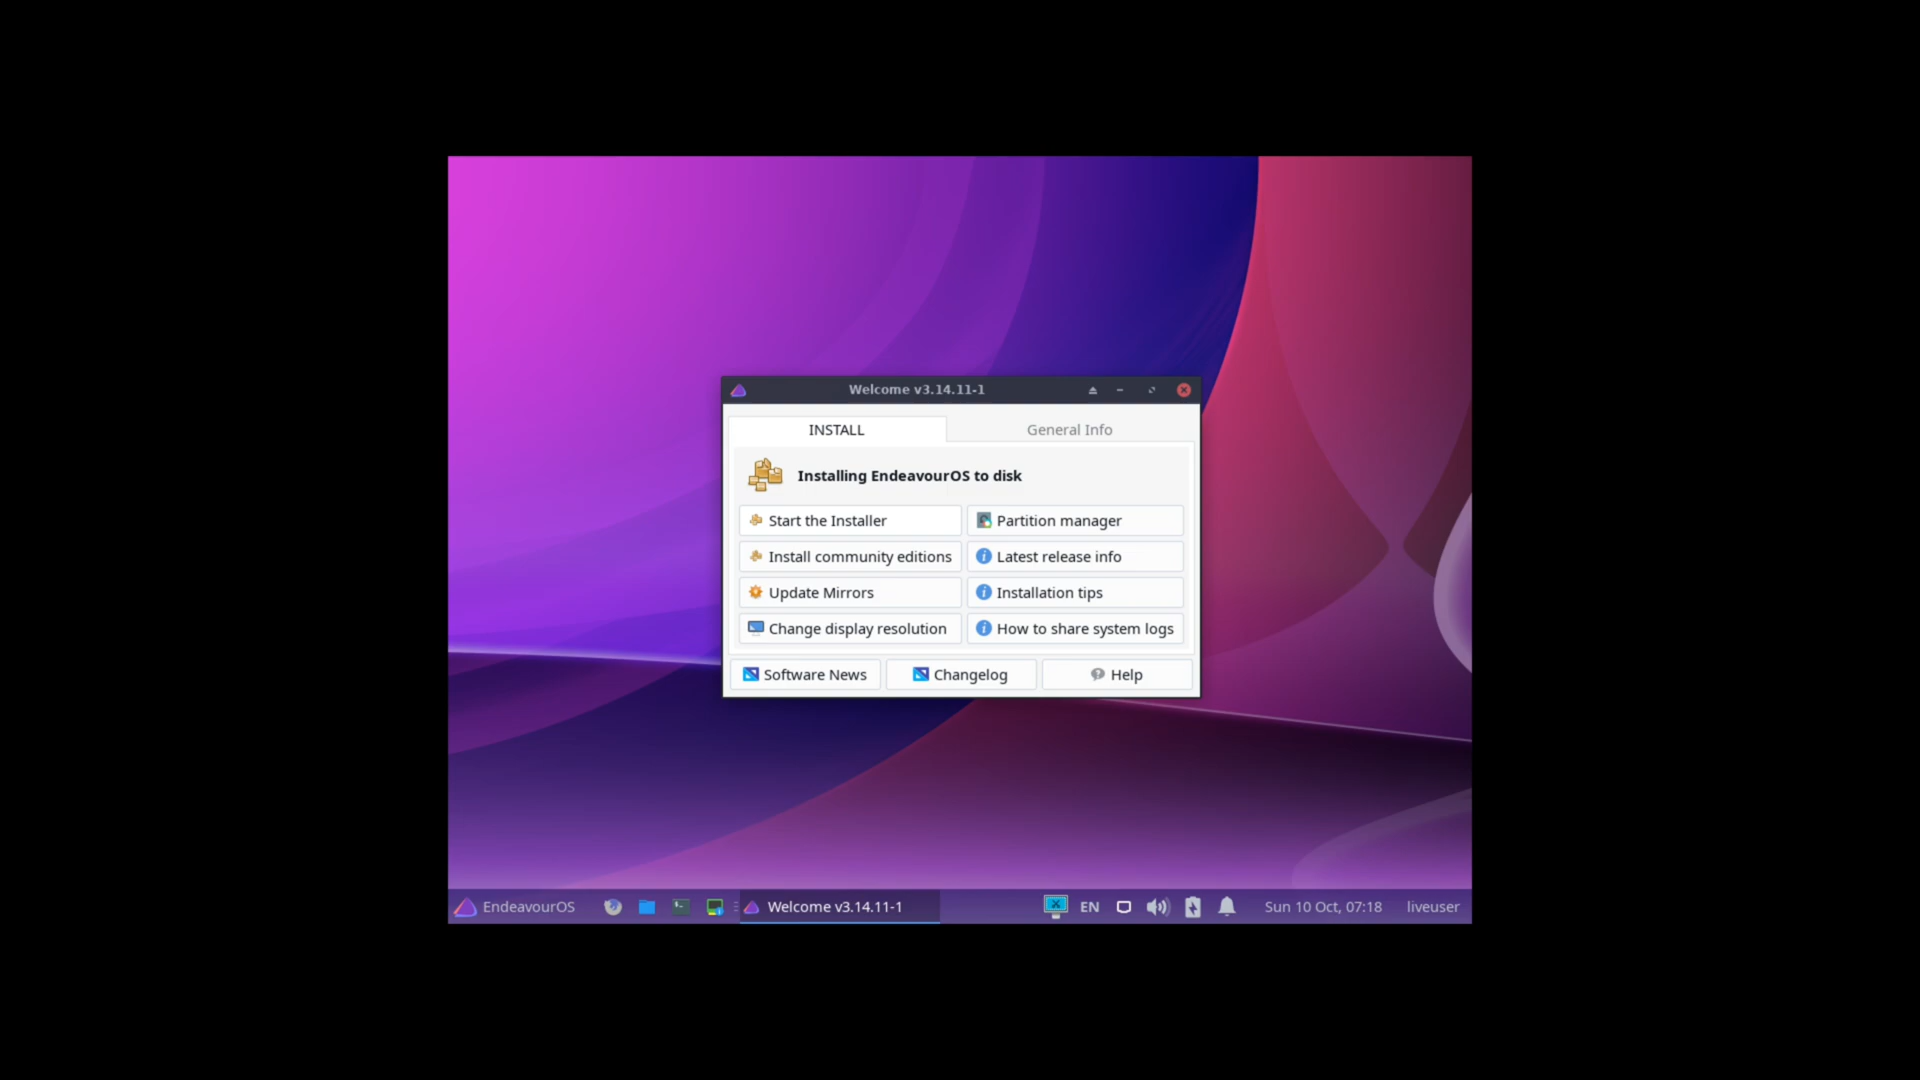 Welcome v3.14.11-1
INSTALL
General Info
Installing EndeavourOS to disk
Start the Installer
Partition manager
Install community editions
Latest release info
Update Mirrors
Installation tips
Change display resolution
How to share system logs
Software News
Changelog
Help
EndeavourOS
Welcome v3.14.11-1
EN
Sun 10 Oct, 07:18
liveuser